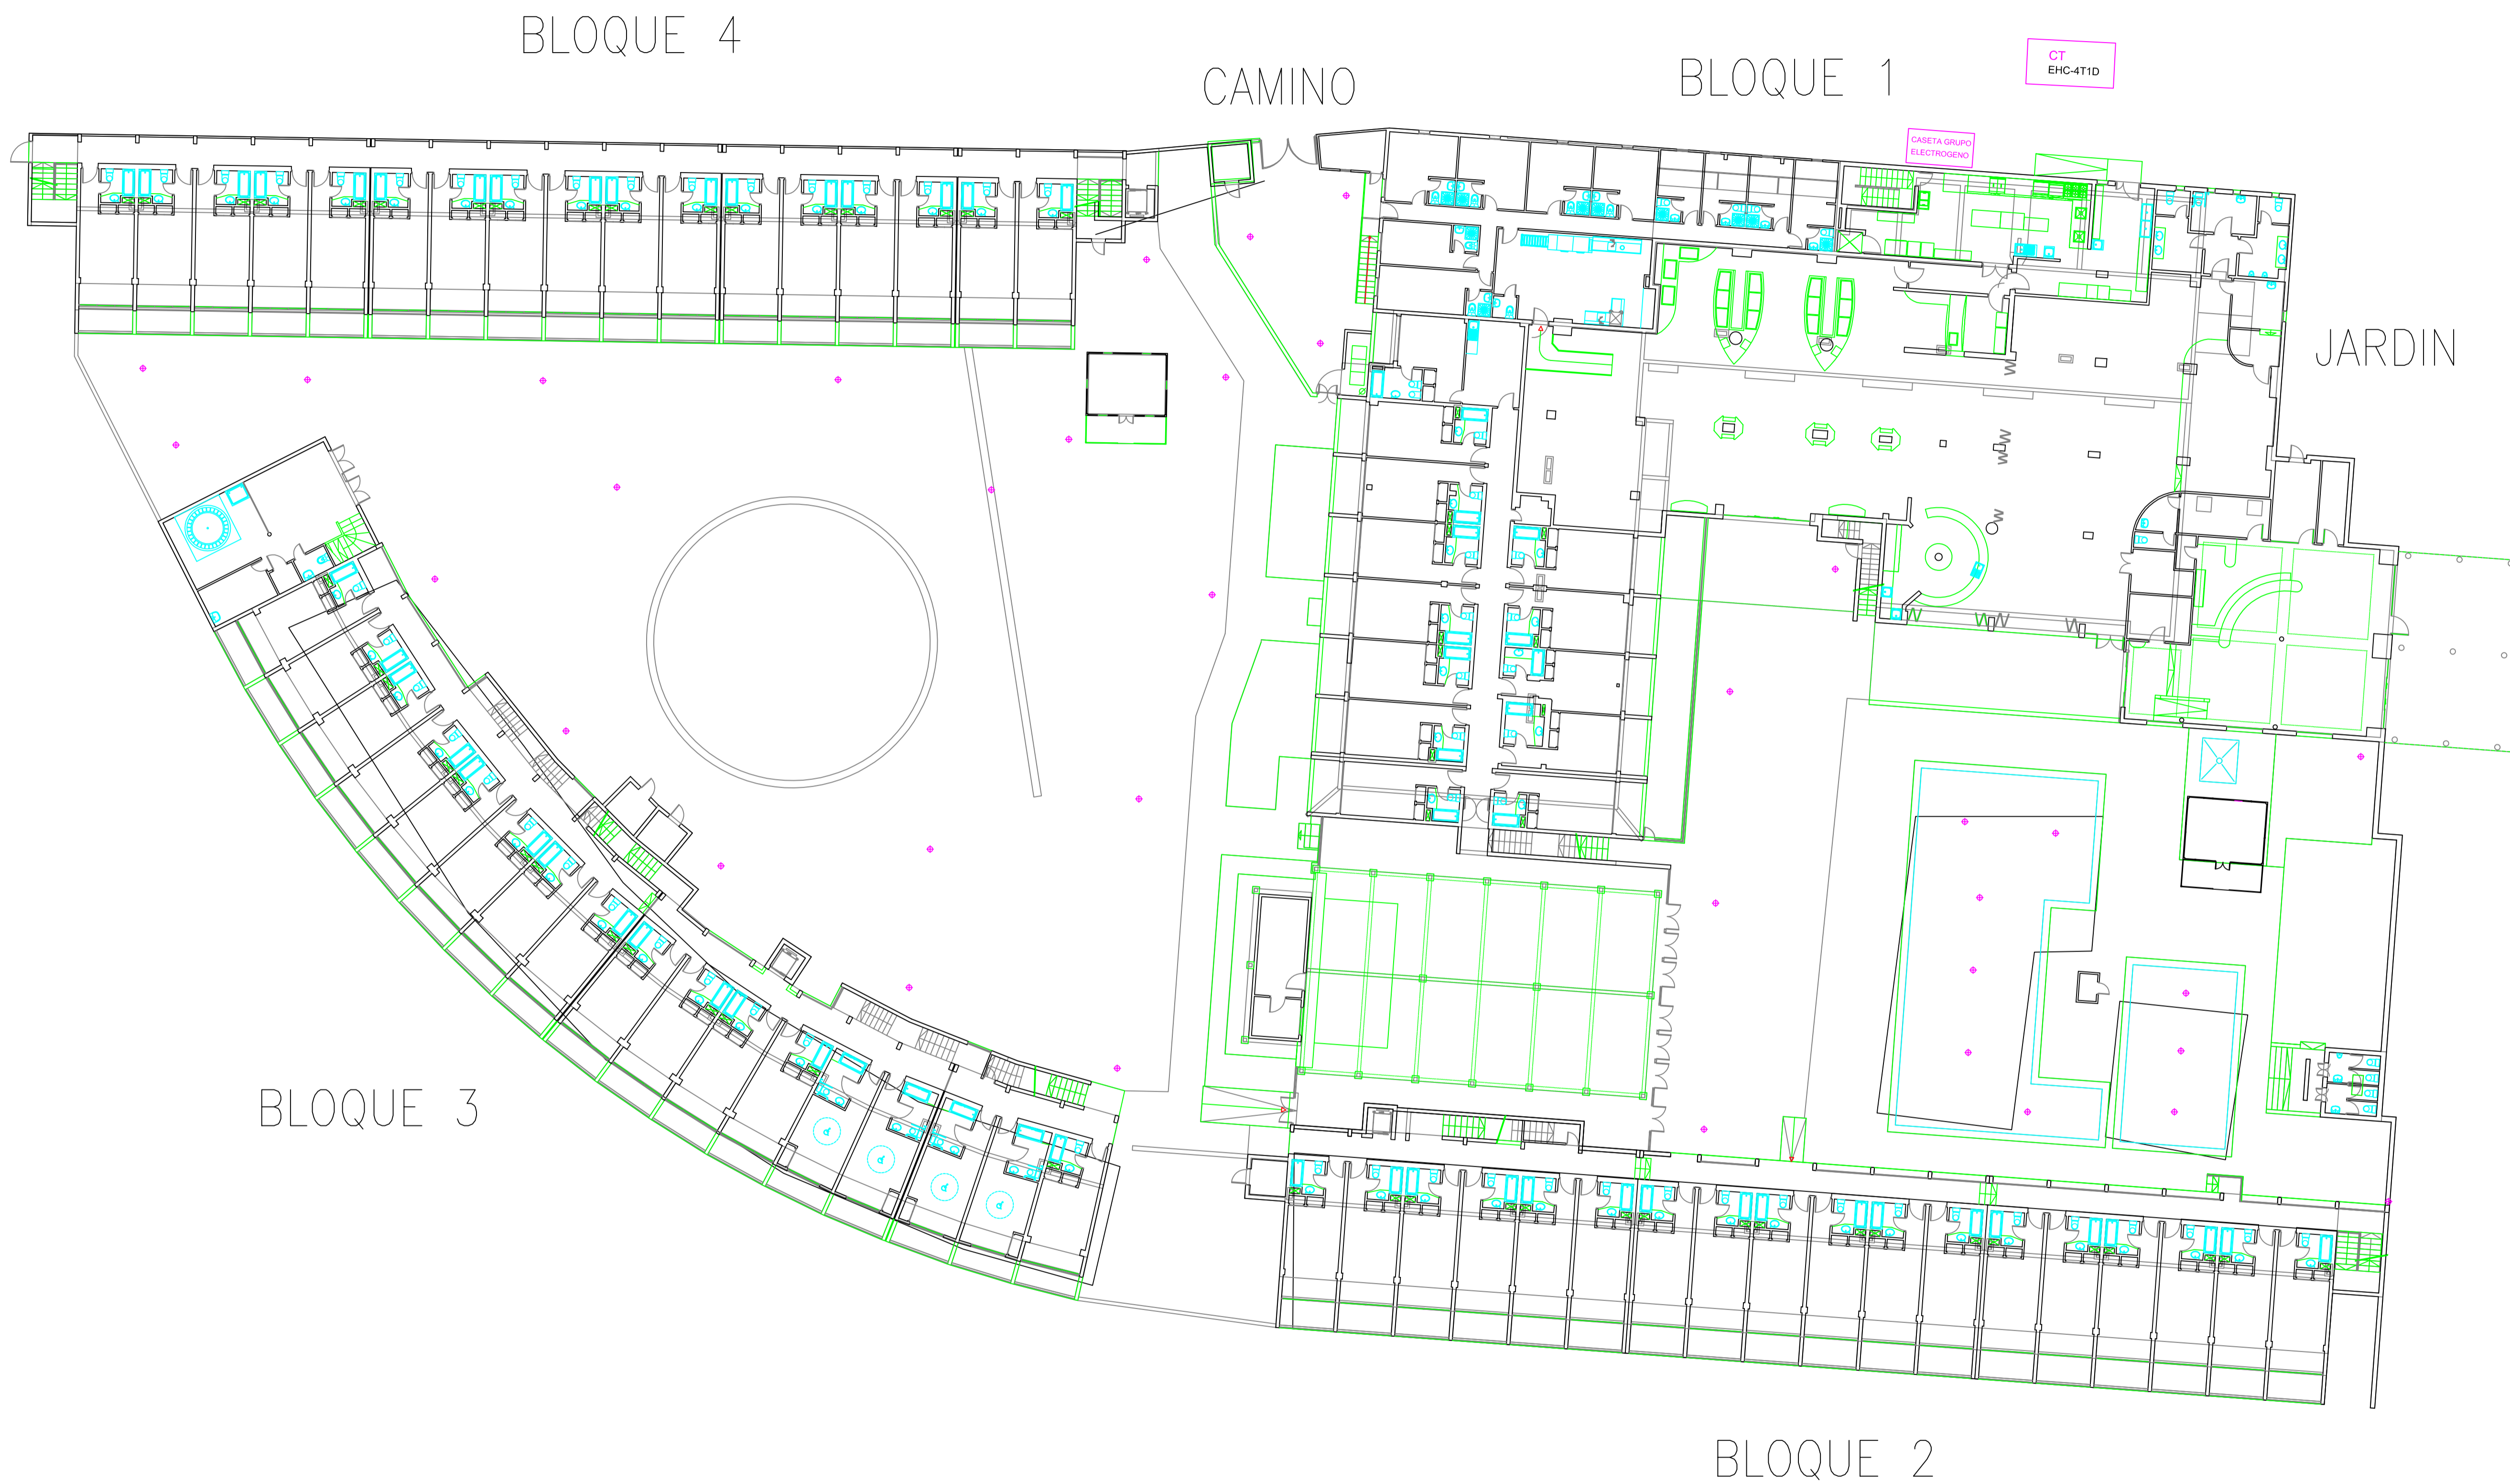 BLOQUE 4
CAMINO
BLOQUE 1
CT
EHC-4T1D
CASETA GRUPO
ELECTROGENO
JARDIN
BLOQUE 3
BLOQUE 2